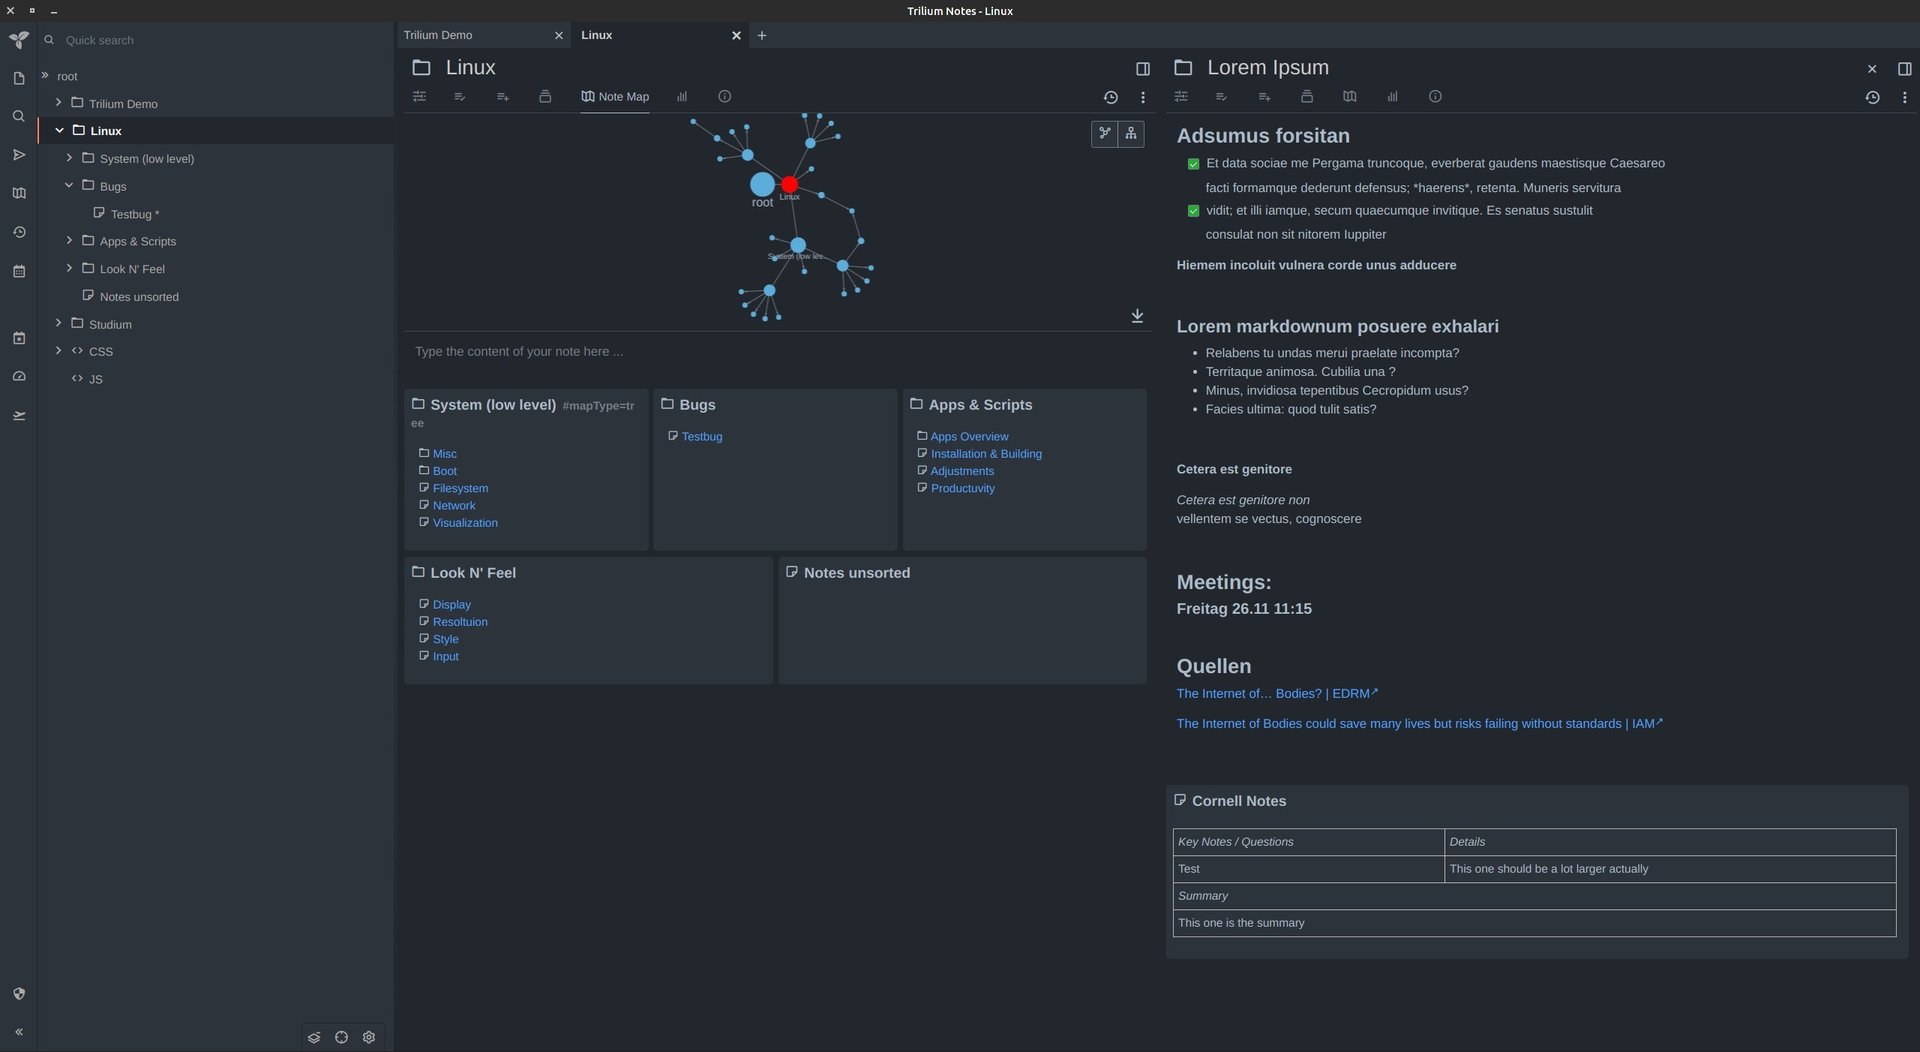 Trilium Notes - Linux
Quick search
root
Trilium Demo
Linux
System (low level)
Bugs
Testbug *
Apps & Scripts
Look N' Feel
Notes unsorted
Studium
CSS
JS
Trilium Demo
Linux
Linux
Note Map
root
Linux
System (low lev...
Type the content of your note here ...
System (low level) #mapType=tr
ee
Misc
Boot
Filesystem
Network
Visualization
Bugs
Testbug
Apps & Scripts
Apps Overview
Installation & Building
Adjustments
Productuvity
Look N' Feel
Display
Resoltuion
Style
Input
Notes unsorted
Lorem Ipsum
Adsumus forsitan
Et data sociae me Pergama truncoque, everberat gaudens maestisque Caesareo
facti formamque dederunt defensus; *haerens*, retenta. Muneris servitura
vidit; et illi iamque, secum quaecumque invitique. Es senatus sustulit
consulat non sit nitorem Iuppiter
Hiemem incoluit vulnera corde unus adducere
Lorem markdownum posuere exhalari
Relabens tu undas merui praelate incompta?
Territaque animosa. Cubilia una ?
Minus, invidiosa tepentibus Cecropidum usus?
Facies ultima: quod tulit satis?
Cetera est genitore
Cetera est genitore non
vellentem se vectus, cognoscere
Meetings:
Freitag 26.11 11:15
Quellen
The Internet of… Bodies? | EDRM
The Internet of Bodies could save many lives but risks failing without standards | IAM
Cornell Notes
Key Notes / Questions
Details
Test
This one should be a lot larger actually
Summary
This one is the summary